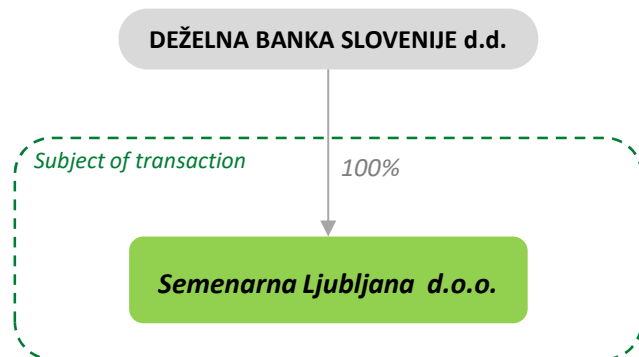 DEŽELNA BANKA SLOVENIJE d.d.
Subject of transaction
100%
Semenarna Ljubljana d.o.o.